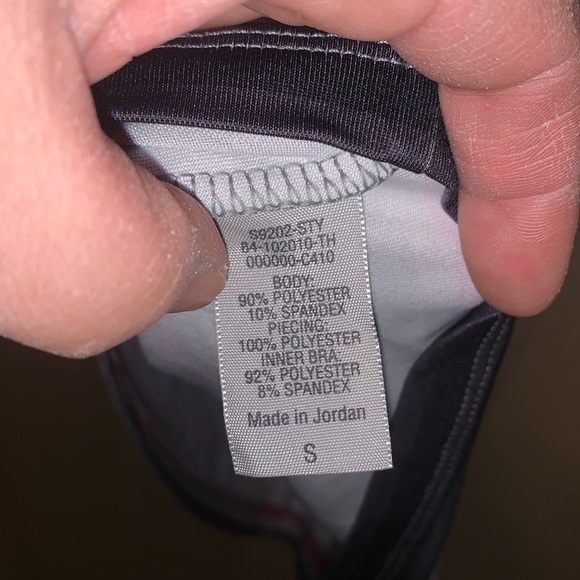 S9202-STY
84-102010-TH
000000-C410
BODY:
90% POLYESTER
10% SPANDEX
PIECING:
100% POLYESTER
INNER BRA:
92% POLYESTER
8% SPANDEX
Made in Jordan
S